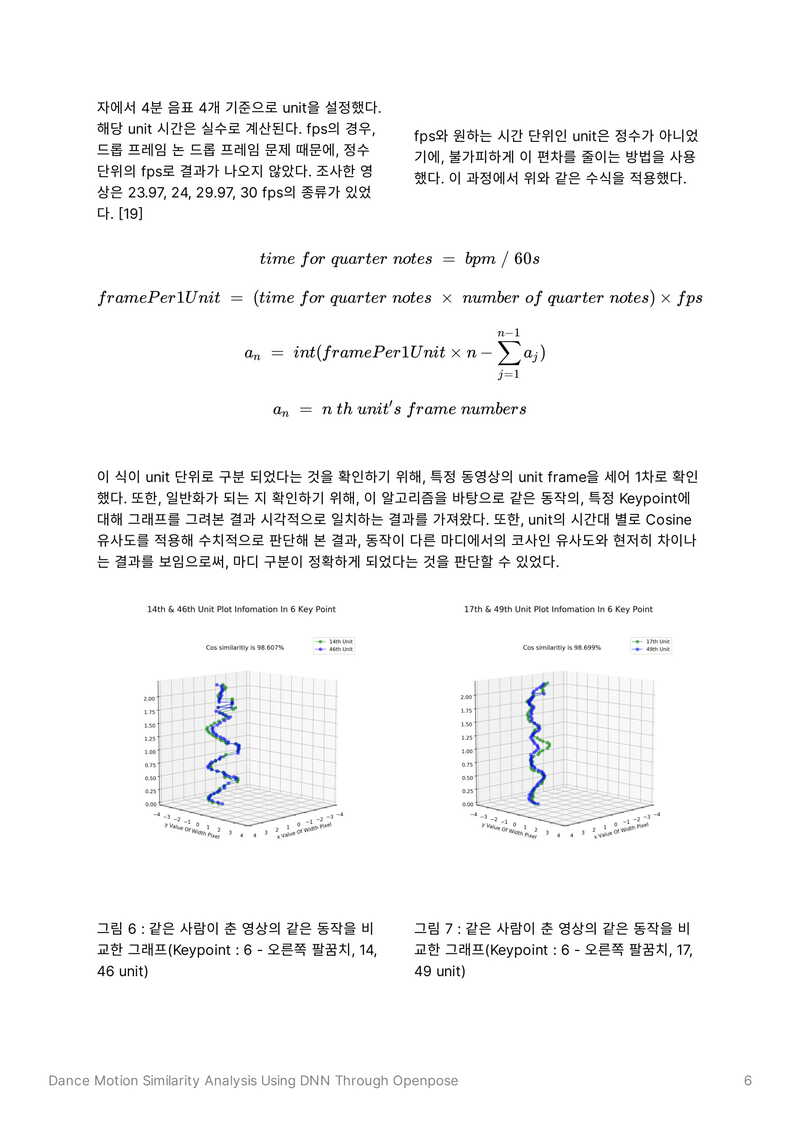 자에서 4분 음표 4개 기준으로 unit을 설정했다.
해당 unit 시간은 실수로 계산된다. fps의 경우,
드롭 프레임 논 드롭 프레임 문제 때문에, 정수
단위의 fps로 결과가 나오지 않았다. 조사한 영
상은 23.97, 24, 29.97, 30 fps의 종류가 있었
다. [19]
fps와 원하는 시간 단위인 unit은 정수가 아니었
기에, 불가피하게 이 편차를 줄이는 방법을 사용
했다. 이 과정에서 위와 같은 수식을 적용했다.
time for quarter notes = bpm / 60s
framePer1Unit = (time for quarter notes × number of quarter notes) × fps
n−1
a_n = int(framePer1Unit × n − ∑ a_j)
j=1
a_n = n th unit′s frame numbers
이 식이 unit 단위로 구분 되었다는 것을 확인하기 위해, 특정 동영상의 unit frame을 세어 1차로 확인
했다. 또한, 일반화가 되는 지 확인하기 위해, 이 알고리즘을 바탕으로 같은 동작의, 특정 Keypoint에
대해 그래프를 그려본 결과 시각적으로 일치하는 결과를 가져왔다. 또한, unit의 시간대 별로 Cosine
유사도를 적용해 수치적으로 판단해 본 결과, 동작이 다른 마디에서의 코사인 유사도와 현저히 차이나
는 결과를 보임으로써, 마디 구분이 정확하게 되었다는 것을 판단할 수 있었다.
14th & 46th Unit Plot Infomation In 6 Key Point
Cos similaritiy is 98.607%
14th Unit
46th Unit
2.00
1.75
1.50
1.25
1.00
0.75
0.50
0.25
0.00
−4 −3 −2 −1 0 1 2 3 4
y Value Of Width Pixel
4 3 2 1 0 −1 −2 −3 −4
x Value Of Width Pixel
17th & 49th Unit Plot Infomation In 6 Key Point
Cos similaritiy is 98.699%
17th Unit
49th Unit
2.00
1.75
1.50
1.25
1.00
0.75
0.50
0.25
0.00
−4 −3 −2 −1 0 1 2 3 4
y Value Of Width Pixel
4 3 2 1 0 −1 −2 −3 −4
x Value Of Width Pixel
그림 6 : 같은 사람이 춘 영상의 같은 동작을 비
교한 그래프(Keypoint : 6 - 오른쪽 팔꿈치, 14,
46 unit)
그림 7 : 같은 사람이 춘 영상의 같은 동작을 비
교한 그래프(Keypoint : 6 - 오른쪽 팔꿈치, 17,
49 unit)
Dance Motion Similarity Analysis Using DNN Through Openpose
6